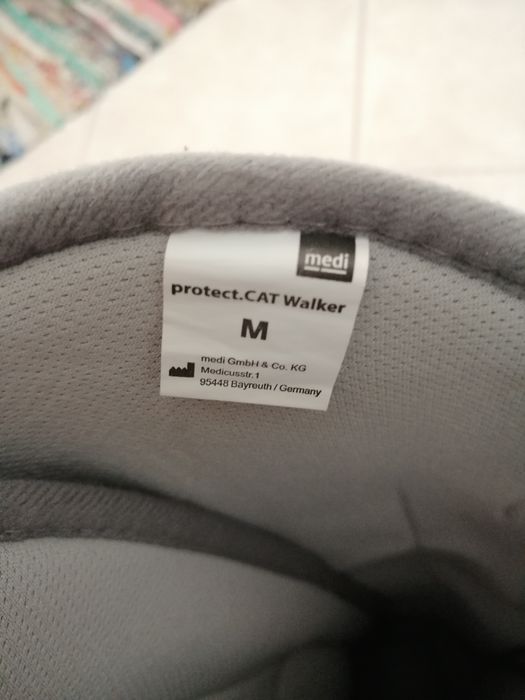 medi
protect.CAT Walker
M
medi GmbH & Co. KG
Medicusstr.1
95448 Bayreuth / Germany